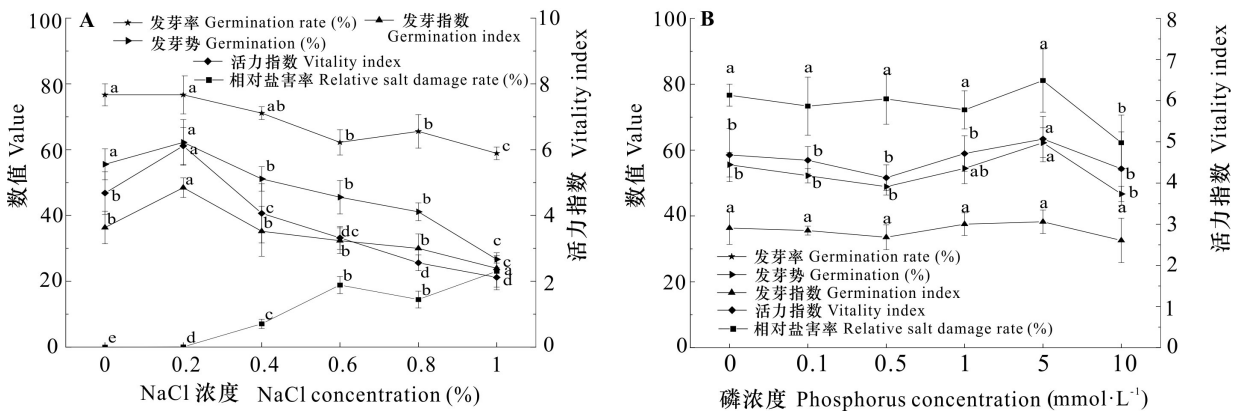 A
发芽率 Germination rate (%)
发芽指数 Germination index
发芽势 Germination (%)
活力指数 Vitality index
相对盐害率 Relative salt damage rate (%)
数值 Value
100
80
60
40
20
0
活力指数 Vitality index
10
8
6
4
2
0
a a ab b b c
a a b b b c
b a c dc d d
b a b b b c
e d c b b a
0 0.2 0.4 0.6 0.8 1
NaCl 浓度 NaCl concentration (%)
B
数值 Value
100
80
60
40
20
0
活力指数 Vitality index
8
7
6
5
4
3
2
1
0
a a a a a b
b b b b a b
b b b ab a b
a a a a a a
发芽率 Germination rate (%)
发芽势 Germination (%)
发芽指数 Germination index
活力指数 Vitality index
相对盐害率 Relative salt damage rate (%)
0 0.1 0.5 1 5 10
磷浓度 Phosphorus concentration (mmol·L⁻¹)